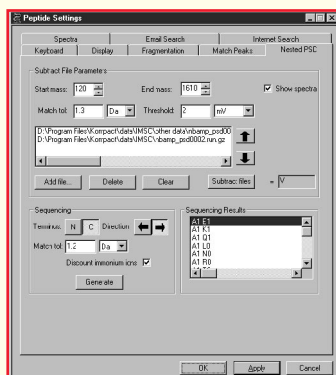 Peptide Settings
Spectra Email Search Internet Search
Keyboard Display Fragmentation Match Peaks Nested PSD
Subtract File Parameters
Start mass: 120 End mass: 1610 Show spectra
Match tol: 1.3 Da Threshold: 2 mV
D:\Program Files\Kompact\data\IMSC\other data\nbamp_psd00
D:\Program Files\Kompact\data\IMSC\nbamp_psd0002.run.gz
Add file... Delete Clear Subtract files = V
Sequencing
Terminus: N C Direction
Match tol: 1.2 Da
Discount immonium ions
Generate
Sequencing Results
A1 E1
A1 K1
A1 Q1
A1 L0
A1 N0
A1 R0
OK Apply Cancel